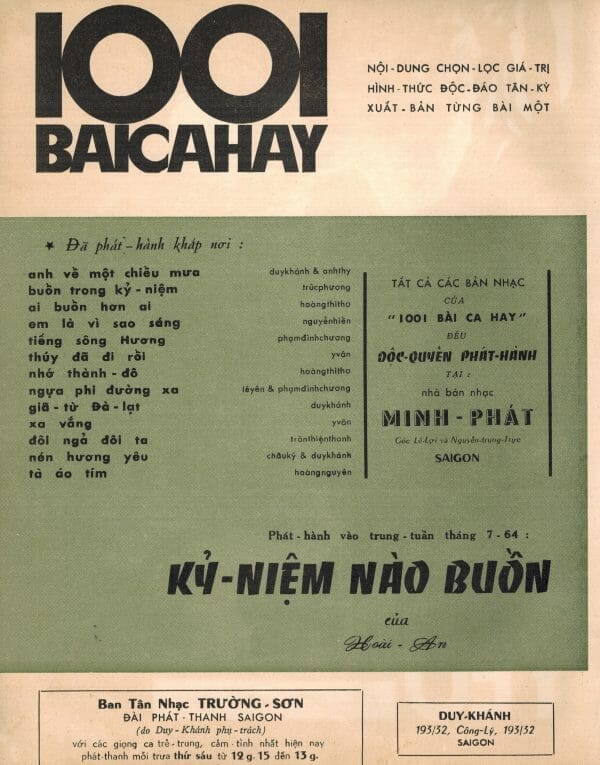 1001
BAICAHAY
NỘI-DUNG CHỌN-LỌC GIÁ-TRỊ
HÌNH-THỨC ĐỘC-ĐÁO TÂN-KỲ
XUẤT-BẢN TỪNG BÀI MỘT
★ Đã phát-hành khắp nơi :
anh về một chiều mưa duykhánh & anhthy
buồn trong kỷ-niệm trúcphương
ai buồn hơn ai hoàngthithơ
em là vì sao sáng nguyễnhiền
tiếng sông Hương phạmđìnhchương
thúy đã đi rồi yvân
nhớ thành-đô hoàngthithơ
ngựa phi đường xa lêyên & phạmđìnhchương
giã-từ Đà-lạt duykhánh
xa vắng yvân
đôi ngả đôi ta trầnthiệnthanh
nén hương yêu châukỳ & duykhánh
tà áo tím hoàngnguyên
TẤT CẢ CÁC BẢN NHẠC
CỦA
"1001 BÀI CA HAY"
ĐỀU
ĐỘC-QUYỀN PHÁT-HÀNH
TẠI :
nhà bán nhạc
MINH-PHÁT
Góc Lê-Lợi và Nguyễn-trung-Trực
SAIGON
Phát-hành vào trung-tuần tháng 7-64 :
KỶ-NIỆM NÀO BUỒN
của
Hoài-An
Ban Tân Nhạc TRƯỜNG-SƠN
ĐÀI PHÁT-THANH SAIGON
(do Duy-Khánh phụ-trách)
với các giọng ca trẻ-trung, cảm-tình nhất hiện nay
phát-thanh mỗi trưa thứ sáu từ 12 g. 15 đến 13 g.
DUY-KHÁNH
193/32, Công-Lý, 193/32
SAIGON